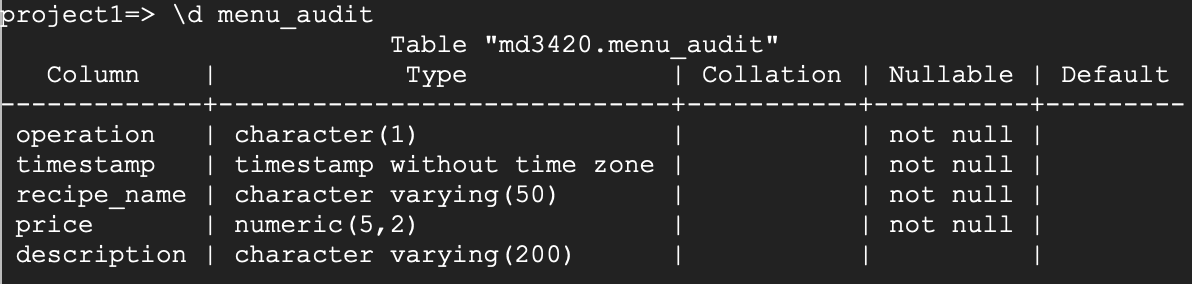 project1=> \d menu_audit
Table "md3420.menu_audit"
Column | Type | Collation | Nullable | Default
-------------+-----------------------------+-----------+----------+---------
operation | character(1) | | not null |
timestamp | timestamp without time zone | | not null |
recipe_name | character varying(50) | | not null |
price | numeric(5,2) | | not null |
description | character varying(200) | | |